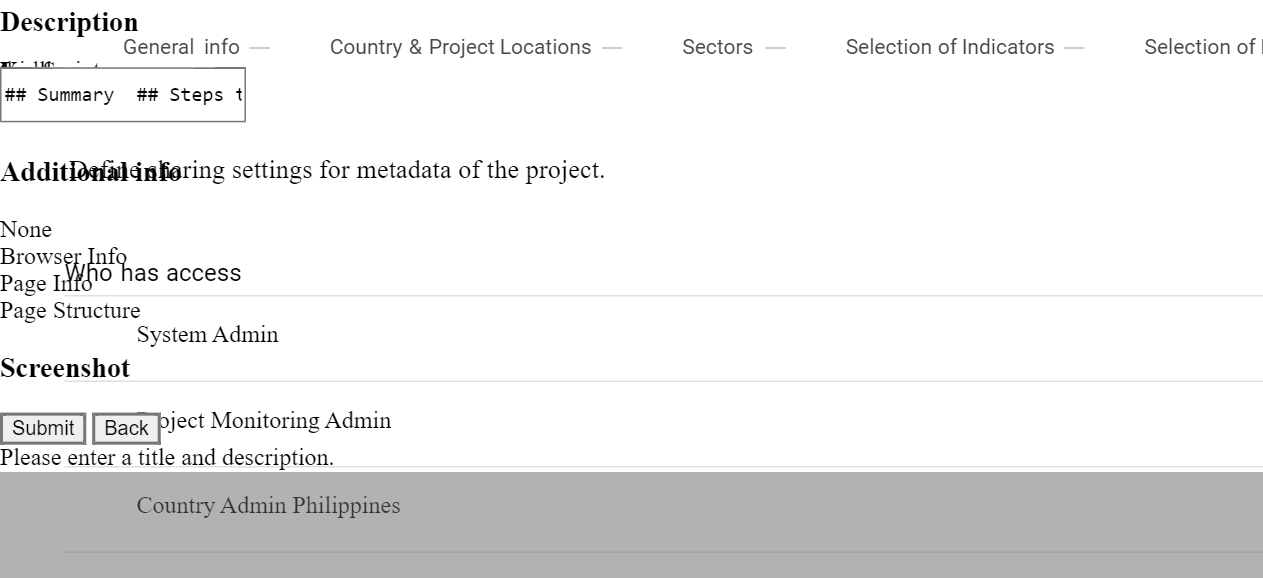 Description
General info — Country & Project Locations — Sectors — Selection of Indicators — Selection of
## Summary ## Steps t
Additional info
Define sharing settings for metadata of the project.
None
Browser Info
Who has access
Page Info
Page Structure
System Admin
Screenshot
Project Monitoring Admin
Submit Back
Please enter a title and description.
Country Admin Philippines